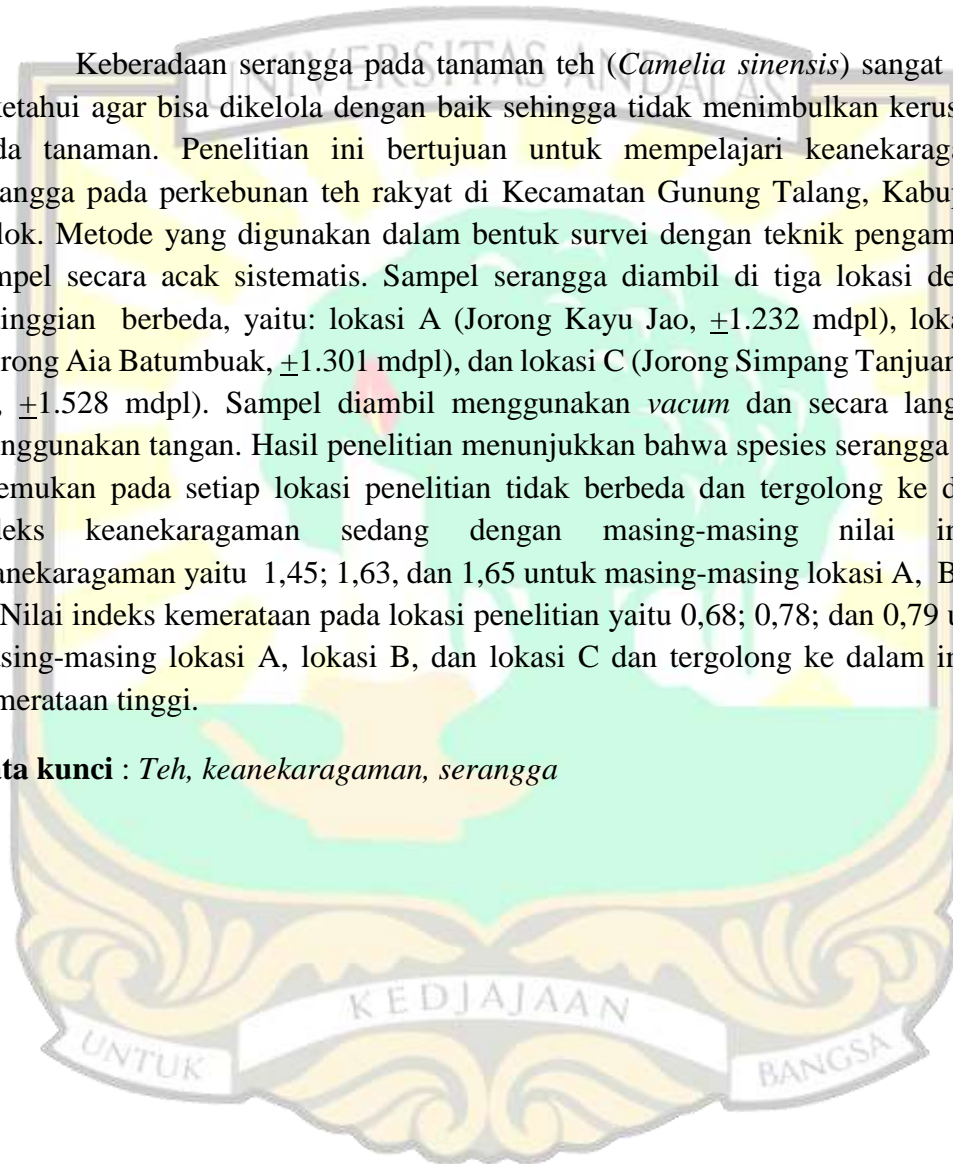 UNIVERSITAS ANDALAS
Keberadaan serangga pada tanaman teh (Camelia sinensis) sangat
ketahui agar bisa dikelola dengan baik sehingga tidak menimbulkan kerus
da tanaman. Penelitian ini bertujuan untuk mempelajari keanekaraga
angga pada perkebunan teh rakyat di Kecamatan Gunung Talang, Kabup
lok. Metode yang digunakan dalam bentuk survei dengan teknik pengam
mpel secara acak sistematis. Sampel serangga diambil di tiga lokasi de
inggian berbeda, yaitu: lokasi A (Jorong Kayu Jao, ±1.232 mdpl), loka
rong Aia Batumbuak, ±1.301 mdpl), dan lokasi C (Jorong Simpang Tanjuan
, ±1.528 mdpl). Sampel diambil menggunakan vacum dan secara lang
nggunakan tangan. Hasil penelitian menunjukkan bahwa spesies serangga
emukan pada setiap lokasi penelitian tidak berbeda dan tergolong ke d
deks keanekaragaman sedang dengan masing-masing nilai in
anekaragaman yaitu 1,45; 1,63, dan 1,65 untuk masing-masing lokasi A, B
Nilai indeks kemerataan pada lokasi penelitian yaitu 0,68; 0,78; dan 0,79 u
sing-masing lokasi A, lokasi B, dan lokasi C dan tergolong ke dalam in
merataan tinggi.
ata kunci : Teh, keanekaragaman, serangga
UNTUK KEDJAJAAN BANGSA